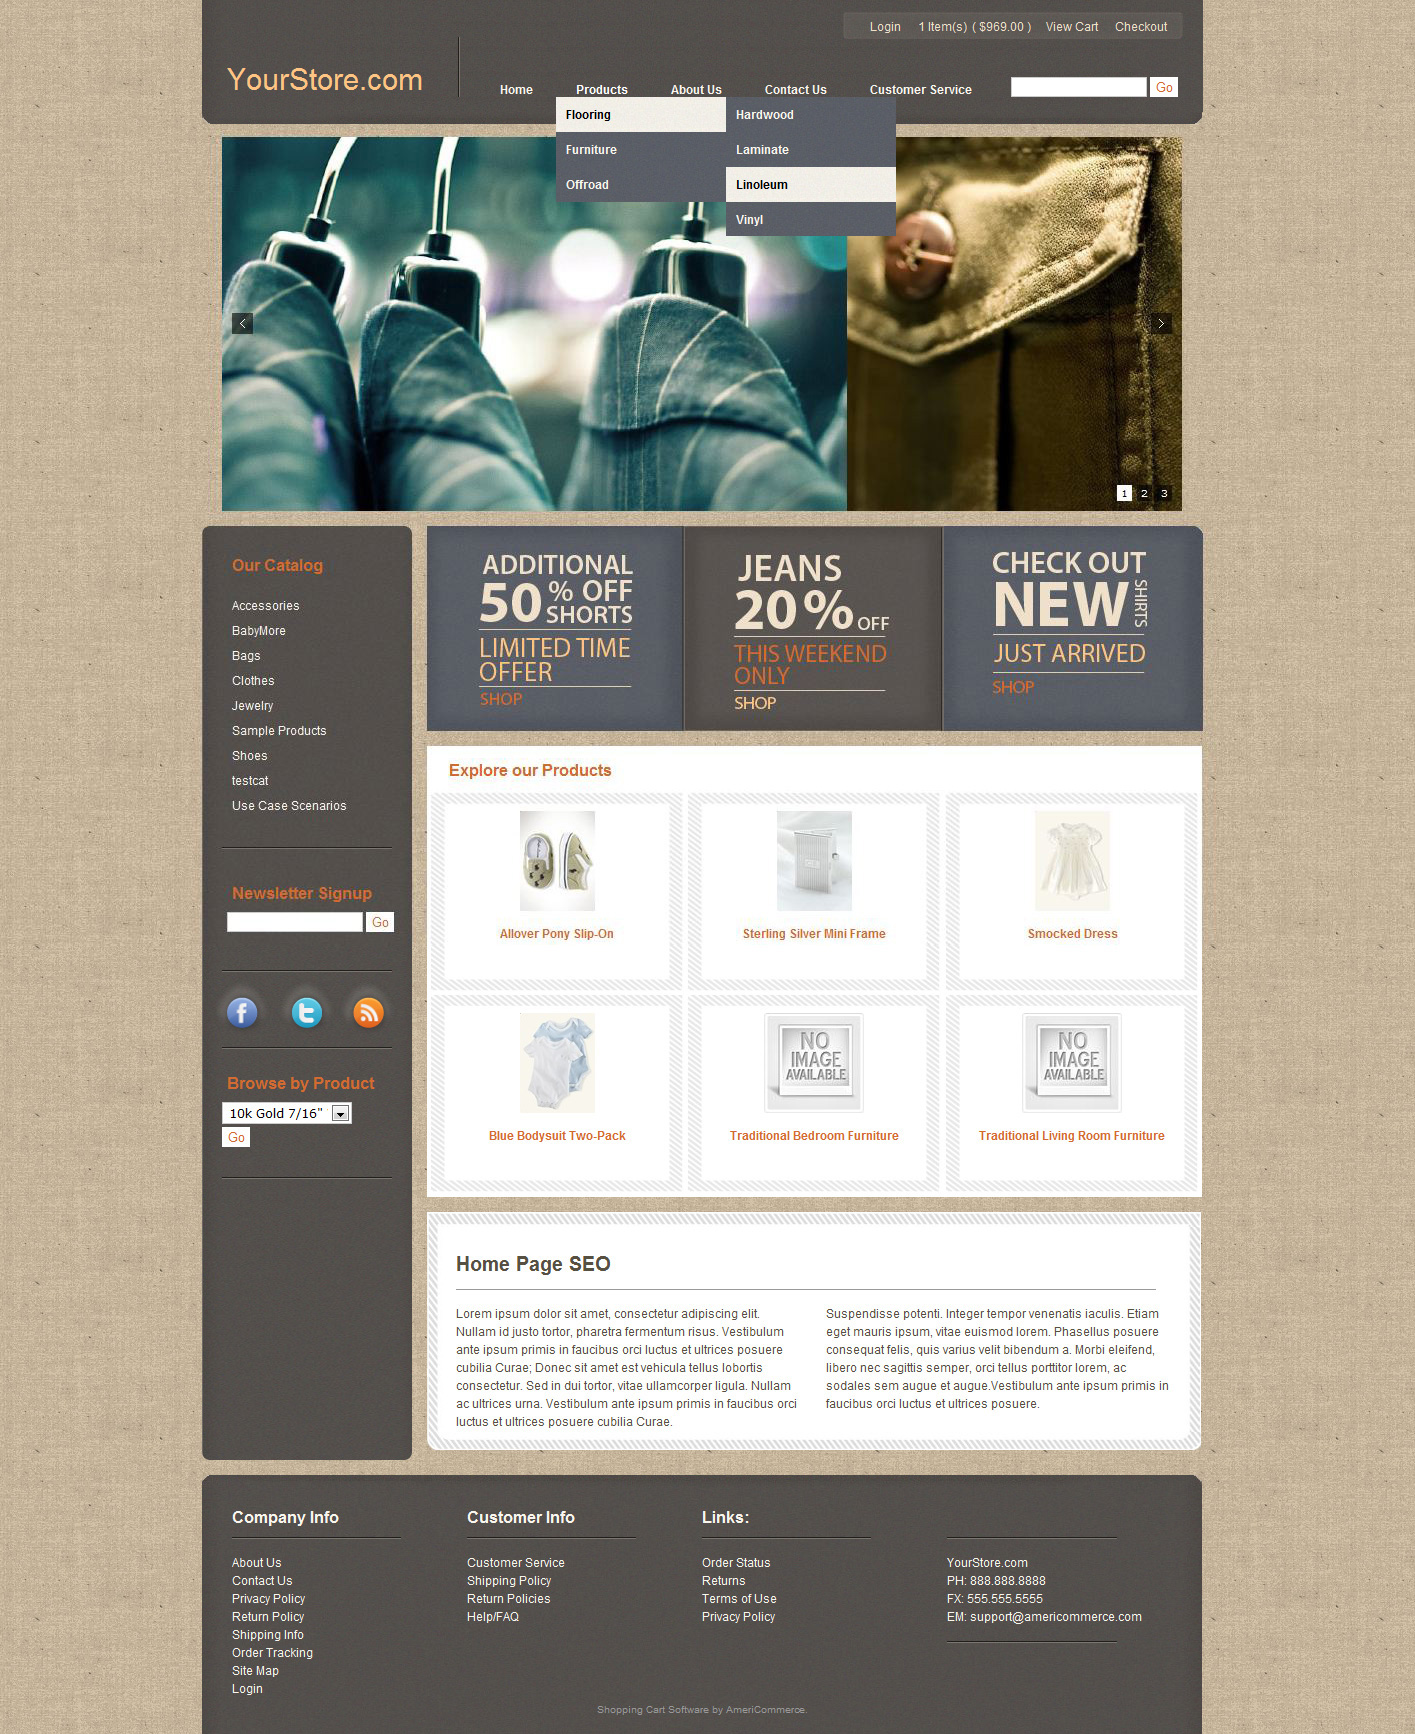 Login 1 Item(s) ( $969.00 ) View Cart Checkout
YourStore.com
Home Products About Us Contact Us Customer Service Go
Flooring Hardwood
Furniture Laminate
Offroad Linoleum
Vinyl
1 2 3
Our Catalog
Accessories
BabyMore
Bags
Clothes
Jewelry
Sample Products
Shoes
testcat
Use Case Scenarios
Newsletter Signup
Go
Browse by Product
10k Gold 7/16"
Go
ADDITIONAL
50 % OFF
SHORTS
LIMITED TIME
OFFER
SHOP
JEANS
20% OFF
THIS WEEKEND
ONLY
SHOP
CHECK OUT
NEW SHIRTS
JUST ARRIVED
SHOP
Explore our Products
Allover Pony Slip-On
Sterling Silver Mini Frame
Smocked Dress
NO
IMAGE
AVAILABLE
NO
IMAGE
AVAILABLE
Blue Bodysuit Two-Pack
Traditional Bedroom Furniture
Traditional Living Room Furniture
Home Page SEO
Lorem ipsum dolor sit amet, consectetur adipiscing elit.
Nullam id justo tortor, pharetra fermentum risus. Vestibulum
ante ipsum primis in faucibus orci luctus et ultrices posuere
cubilia Curae; Donec sit amet est vehicula tellus lobortis
consectetur. Sed in dui tortor, vitae ullamcorper ligula. Nullam
ac ultrices urna. Vestibulum ante ipsum primis in faucibus orci
luctus et ultrices posuere cubilia Curae.
Suspendisse potenti. Integer tempor venenatis iaculis. Etiam
eget mauris ipsum, vitae euismod lorem. Phasellus posuere
consequat felis, quis varius velit bibendum a. Morbi eleifend,
libero nec sagittis semper, orci tellus porttitor lorem, ac
sodales sem augue et augue.Vestibulum ante ipsum primis in
faucibus orci luctus et ultrices posuere.
Company Info
About Us
Contact Us
Privacy Policy
Return Policy
Shipping Info
Order Tracking
Site Map
Login
Customer Info
Customer Service
Shipping Policy
Return Policies
Help/FAQ
Links:
Order Status
Returns
Terms of Use
Privacy Policy
YourStore.com
PH: 888.888.8888
FX: 555.555.5555
EM: support@americommerce.com
Shopping Cart Software by AmeriCommerce.